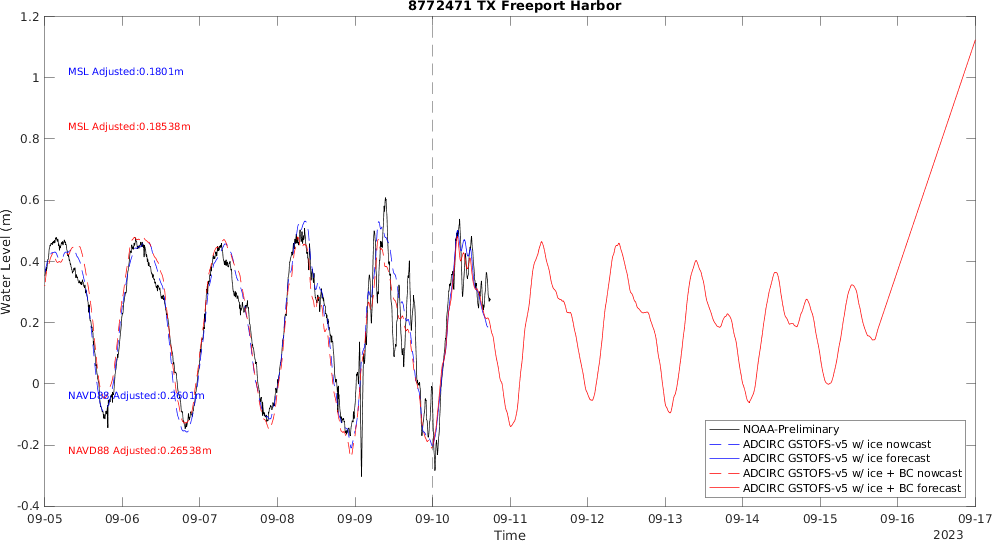 8772471 TX Freeport Harbor
1.2
1
0.8
0.6
0.4
0.2
0
-0.2
-0.4
Water Level (m)
MSL Adjusted:0.1801m
MSL Adjusted:0.18538m
NAVD88 Adjusted:0.2601m
NAVD88 Adjusted:0.26538m
NOAA-Preliminary
ADCIRC GSTOFS-v5 w/ ice nowcast
ADCIRC GSTOFS-v5 w/ ice forecast
ADCIRC GSTOFS-v5 w/ ice + BC nowcast
ADCIRC GSTOFS-v5 w/ ice + BC forecast
09-05 09-06 09-07 09-08 09-09 09-10 09-11 09-12 09-13 09-14 09-15 09-16 09-17
Time
2023